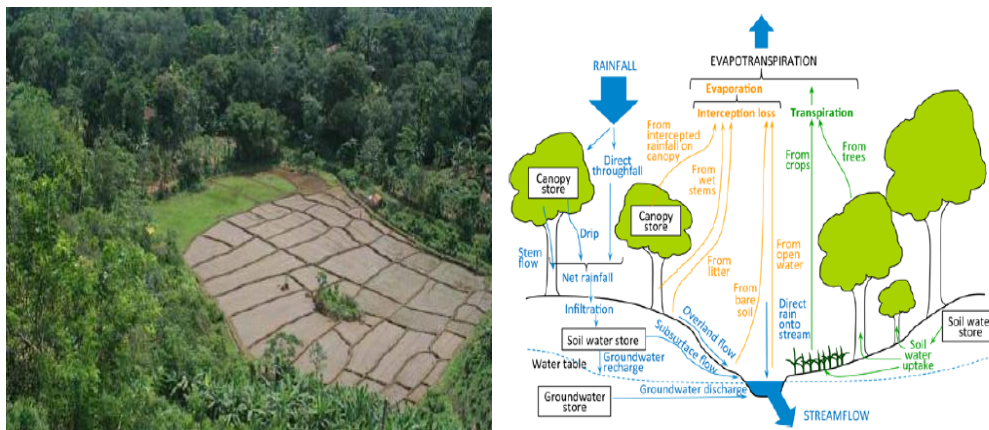 EVAPOTRANSPIRATION
RAINFALL
Evaporation
Interception loss
Transpiration
From
intercepted
rainfall on
canopy
Direct
throughfall
From
wet
stems
From
crops
From
trees
Canopy
store
Canopy
store
Drip
Stem
flow
Net rainfall
From
litter
From
bare
soil
From
open
water
Infiltration
Overland flow
Direct
rain
onto
stream
Soil water store
Subsurface flow
Soil wate
store
Soil
water
uptake
Water table
Groundwater
recharge
Groundwater discharge
Groundwater
store
STREAMFLOW